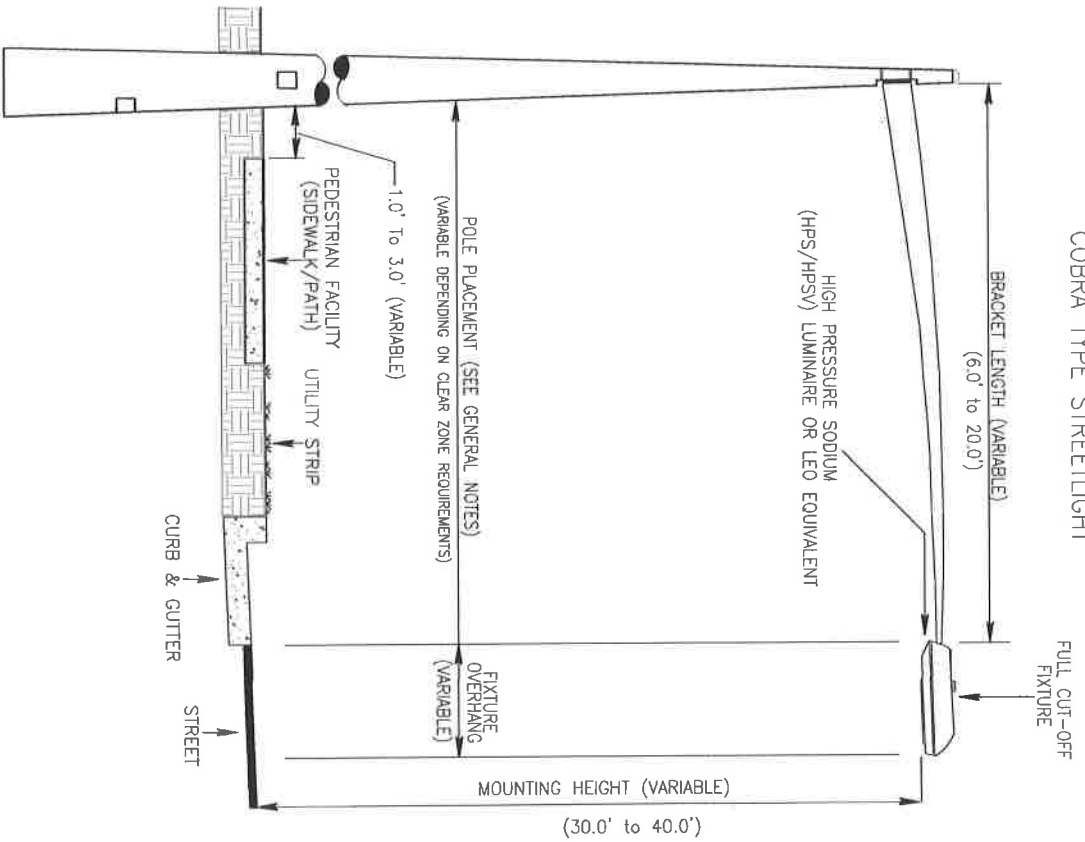 COBRA TYPE STREETLIGHT
FULL CUT-OFF
FIXTURE
BRACKET LENGTH (VARIABLE)
(6.0' to 20.0')
HIGH PRESSURE SODIUM
(HPS/HPSV) LUMINAIRE OR LEO EQUIVALENT
MOUNTING HEIGHT (VARIABLE)
(30.0' to 40.0')
POLE PLACEMENT (SEE GENERAL NOTES)
(VARIABLE DEPENDING ON CLEAR ZONE REQUIREMENTS)
FIXTURE
OVERHANG
(VARIABLE)
1.0' To 3.0' (VARIABLE)
PEDESTRIAN FACILITY
(SIDEWALK/PATH)
UTILITY STRIP
CURB & GUTTER
STREET